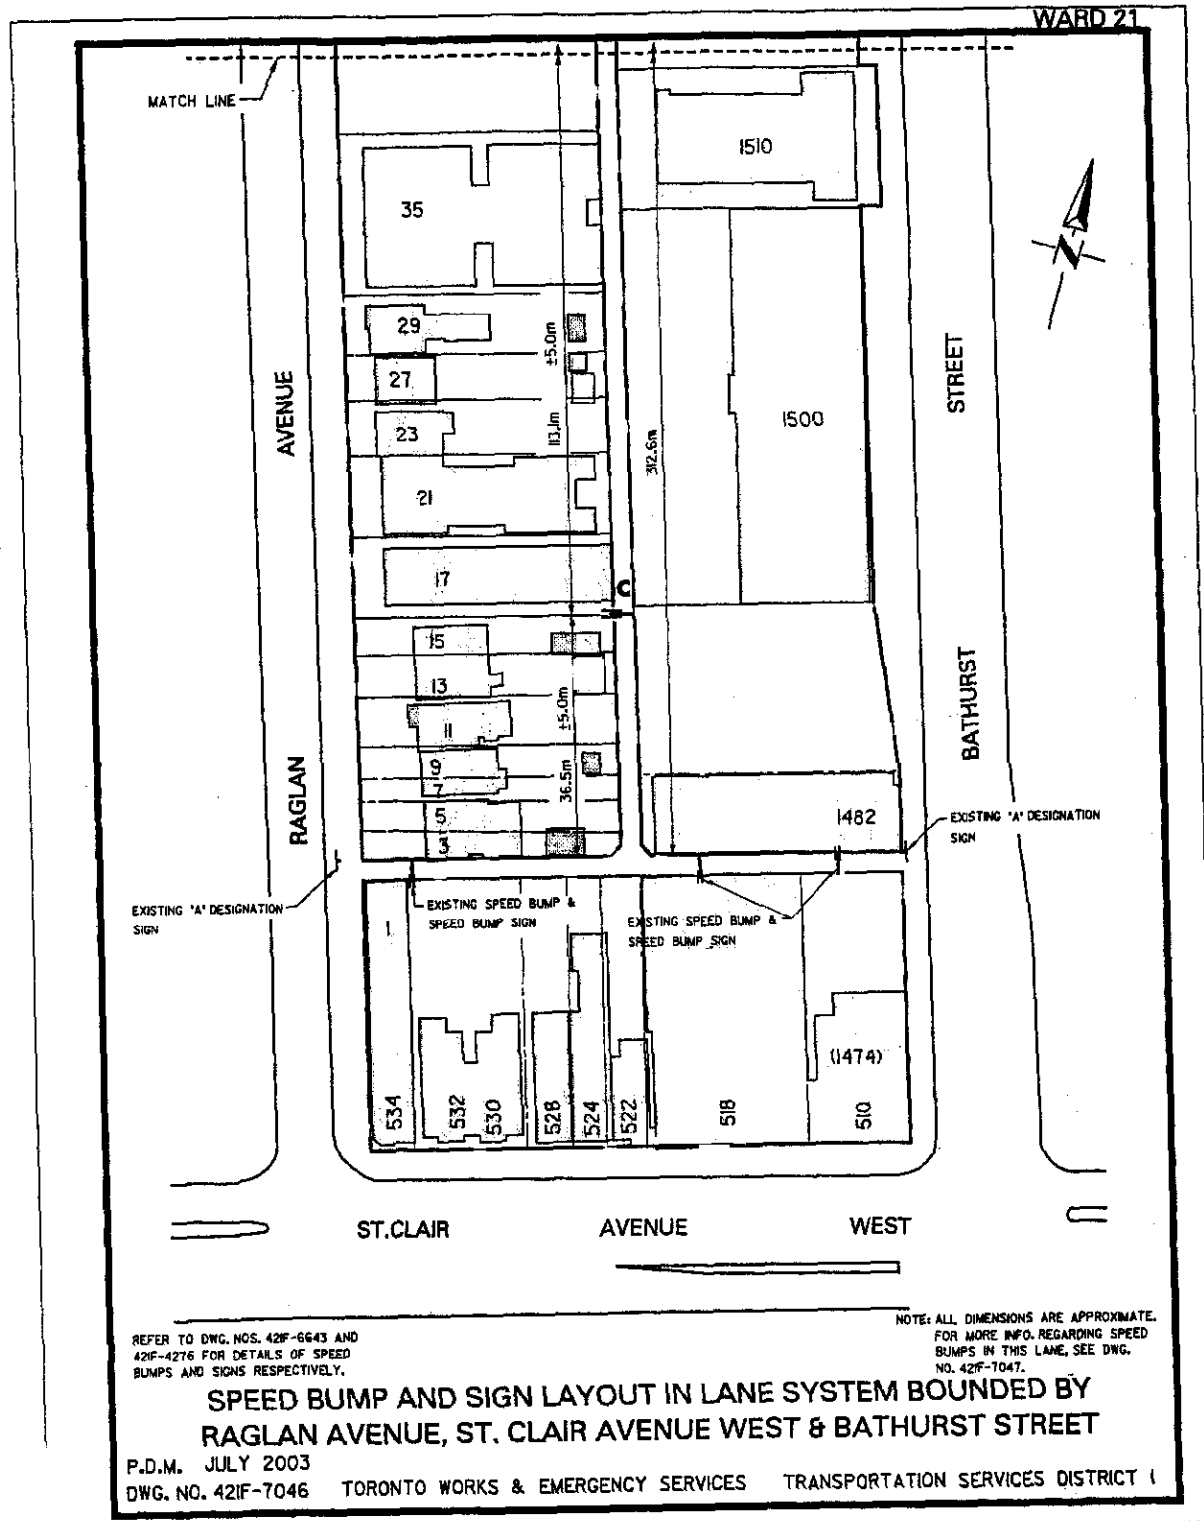 WARD 21
MATCH LINE
1510
35
29
±5.0m
27
AVENUE
STREET
23
113.1m
312.6m
1500
21
17
C
15
13
11
±5.0m
BATHURST
9
7
36.5m
RAGLAN
5
3
1482
EXISTING "A" DESIGNATION
SIGN
EXISTING "A" DESIGNATION
SIGN
EXISTING SPEED BUMP &
SPEED BUMP SIGN
EXISTING SPEED BUMP &
SPEED BUMP SIGN
1
N
(1474)
534
532
530
528
524
522
518
510
ST.CLAIR AVENUE WEST
REFER TO DWG. NOS. 421F-6643 AND
421F-4276 FOR DETAILS OF SPEED
BUMPS AND SIGNS RESPECTIVELY.
NOTE: ALL DIMENSIONS ARE APPROXIMATE.
FOR MORE INFO. REGARDING SPEED
BUMPS IN THIS LANE, SEE DWG.
NO. 421F-7047.
SPEED BUMP AND SIGN LAYOUT IN LANE SYSTEM BOUNDED BY
RAGLAN AVENUE, ST. CLAIR AVENUE WEST & BATHURST STREET
P.D.M. JULY 2003
DWG. NO. 421F-7046 TORONTO WORKS & EMERGENCY SERVICES TRANSPORTATION SERVICES DISTRICT 1